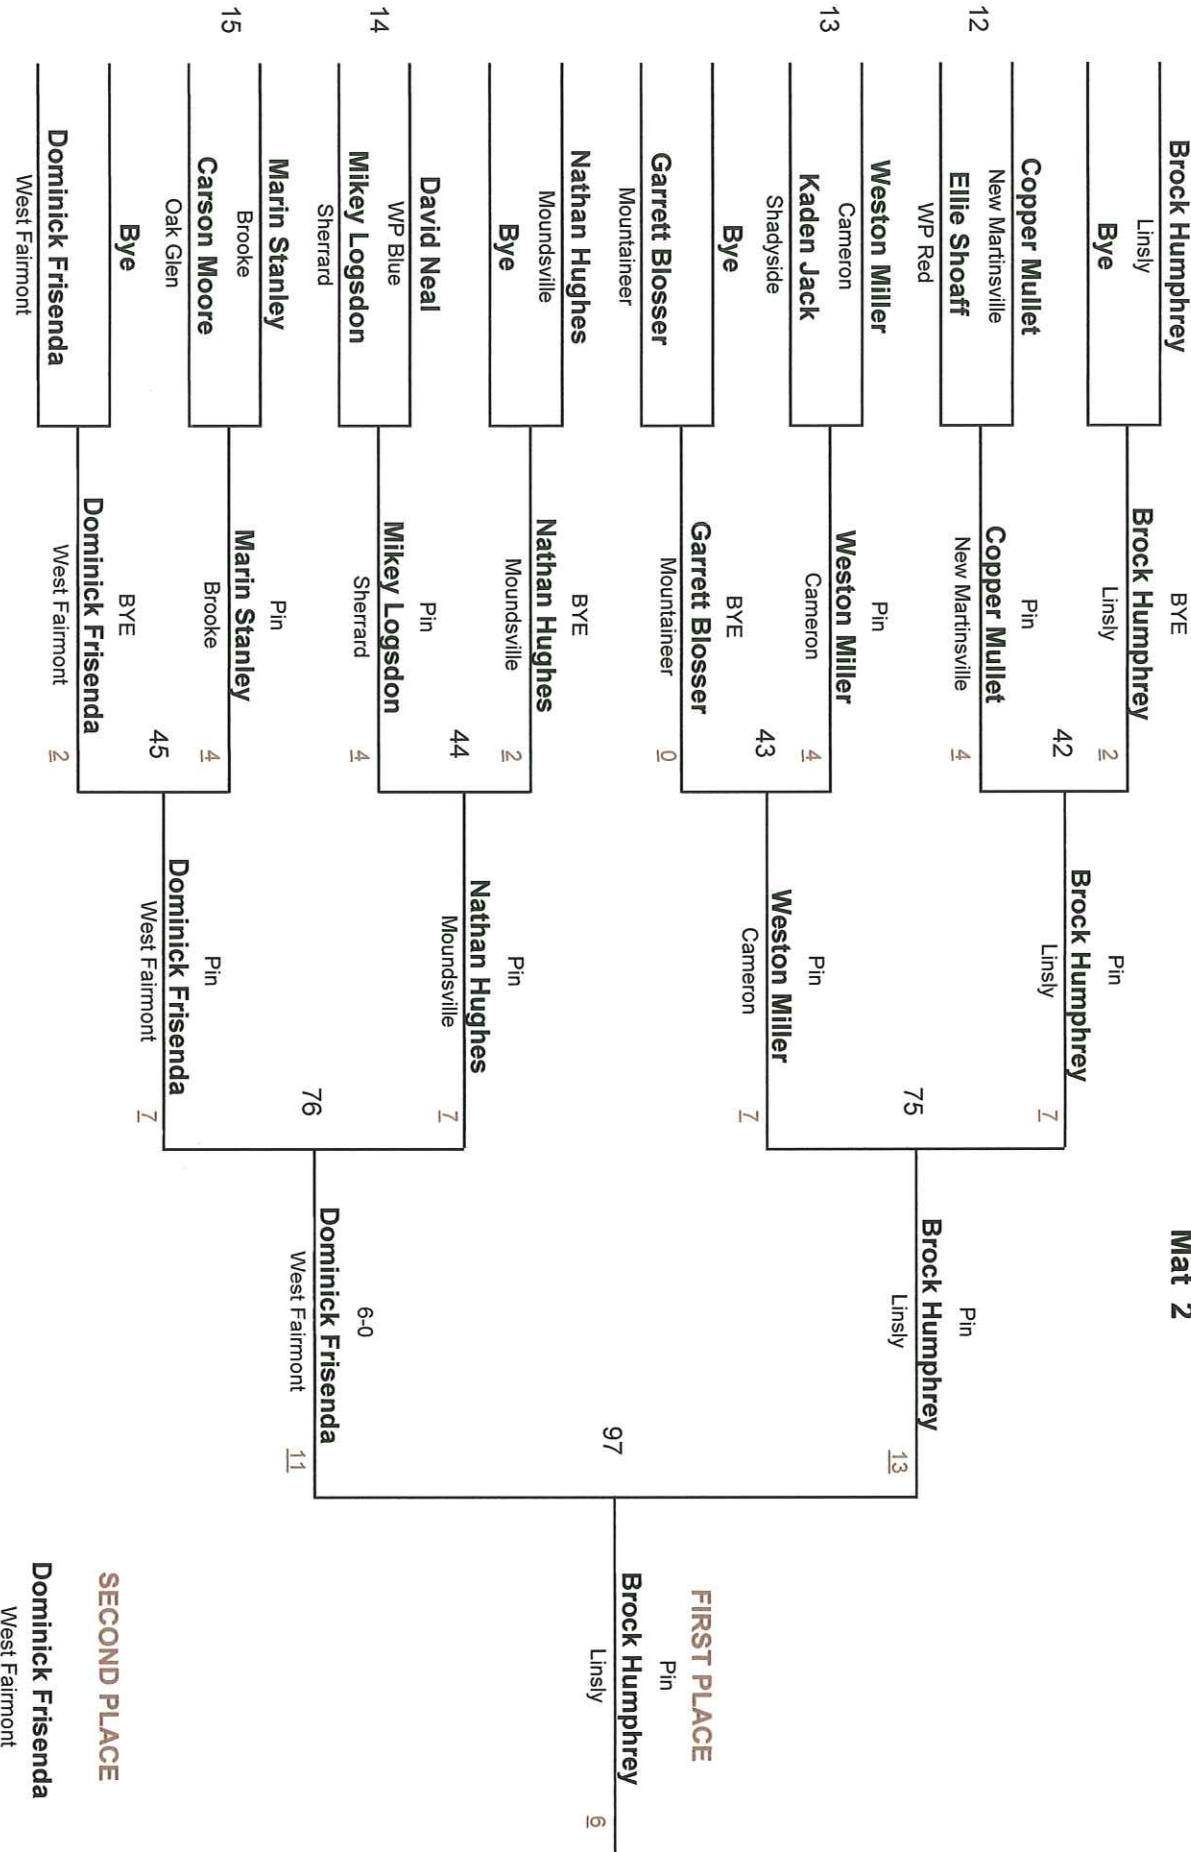 Mat 2
Brock Humphrey
Linsly
Bye
12
Copper Mullet
New Martinsville
Ellie Shoaff
WP Red
13
Weston Miller
Cameron
Kaden Jack
Shadyside
Bye
Garrett Blosser
Mountaineer
Nathan Hughes
Moundsville
Bye
14
David Neal
WP Blue
Mikey Logsdon
Sherrard
15
Marin Stanley
Brooke
Carson Moore
Oak Glen
Bye
Dominick Frisenda
West Fairmont
BYE
Brock Humphrey
Linsly
2
42
Pin
Copper Mullet
New Martinsville
4
Pin
Weston Miller
Cameron
4
43
BYE
Garrett Blosser
Mountaineer
0
BYE
Nathan Hughes
Moundsville
2
44
Pin
Mikey Logsdon
Sherrard
4
Pin
Marin Stanley
Brooke
4
45
BYE
Dominick Frisenda
West Fairmont
2
Pin
Brock Humphrey
Linsly
7
75
Pin
Weston Miller
Cameron
7
Pin
Nathan Hughes
Moundsville
7
76
Pin
Dominick Frisenda
West Fairmont
7
Pin
Brock Humphrey
Linsly
13
97
6-0
Dominick Frisenda
West Fairmont
11
FIRST PLACE
Pin
Brock Humphrey
Linsly
6
SECOND PLACE
Dominick Frisenda
West Fairmont